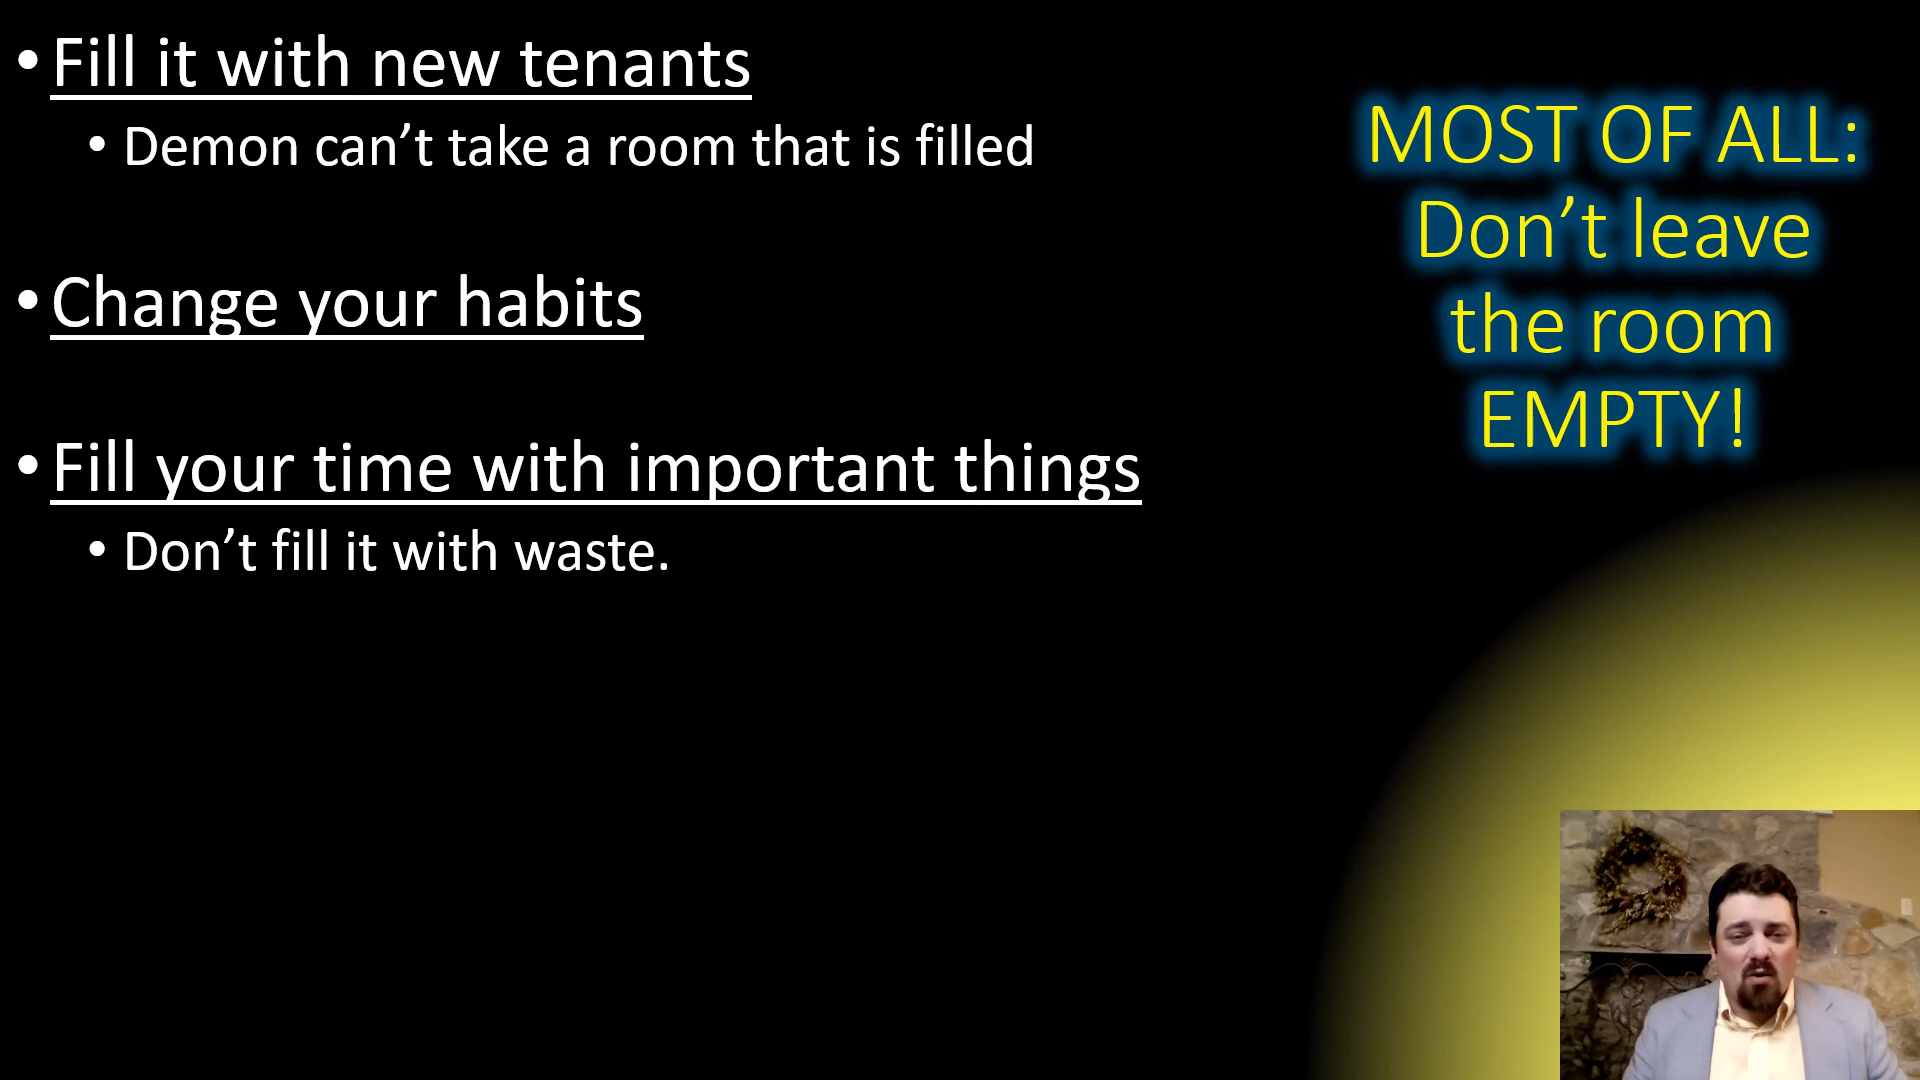 • Fill it with new tenants
• Demon can’t take a room that is filled
• Change your habits
• Fill your time with important things
• Don’t fill it with waste.
MOST OF ALL:
Don’t leave
the room
EMPTY!